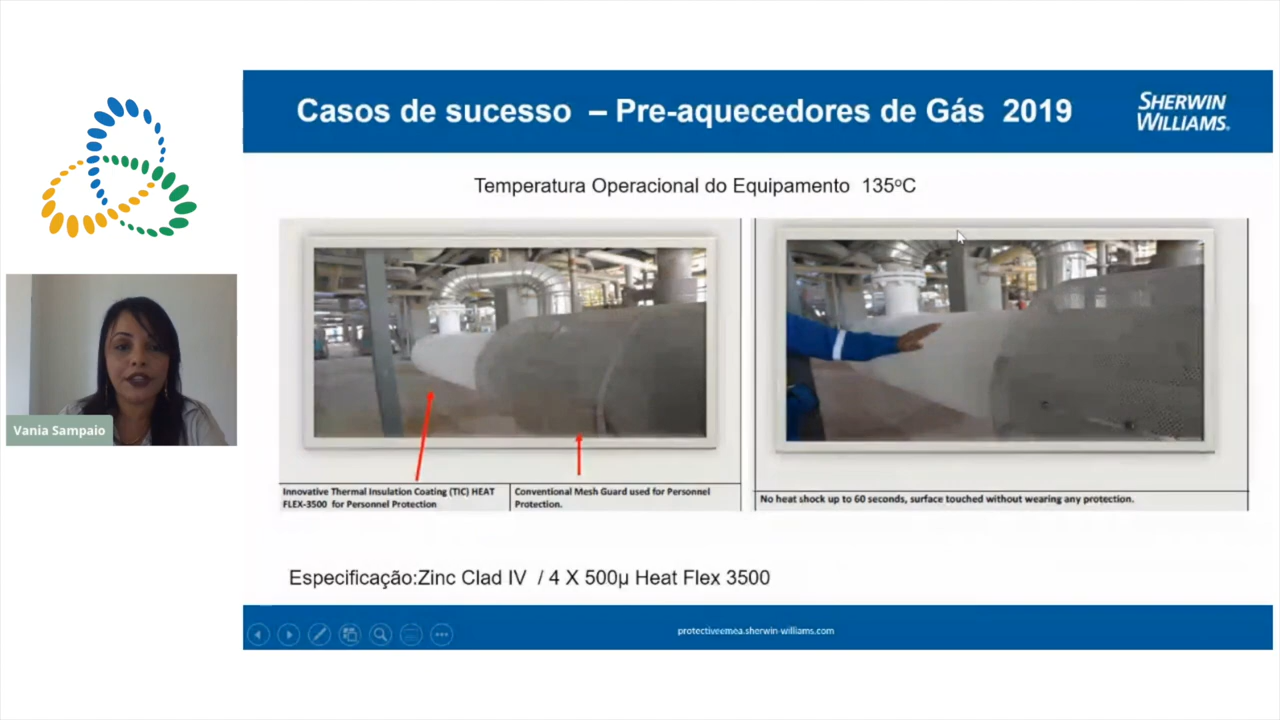 Casos de sucesso – Pre-aquecedores de Gás 2019
SHERWIN
WILLIAMS.
Temperatura Operacional do Equipamento 135ºC
Vania Sampaio
Innovative Thermal Insulation Coating (TIC) HEAT
FLEX-3500 for Personnel Protection
Conventional Mesh Guard used for Personnel
Protection.
No heat shock up to 60 seconds, surface touched without wearing any protection.
Especificação:Zinc Clad IV / 4 X 500µ Heat Flex 3500
protectiveemea.sherwin-williams.com